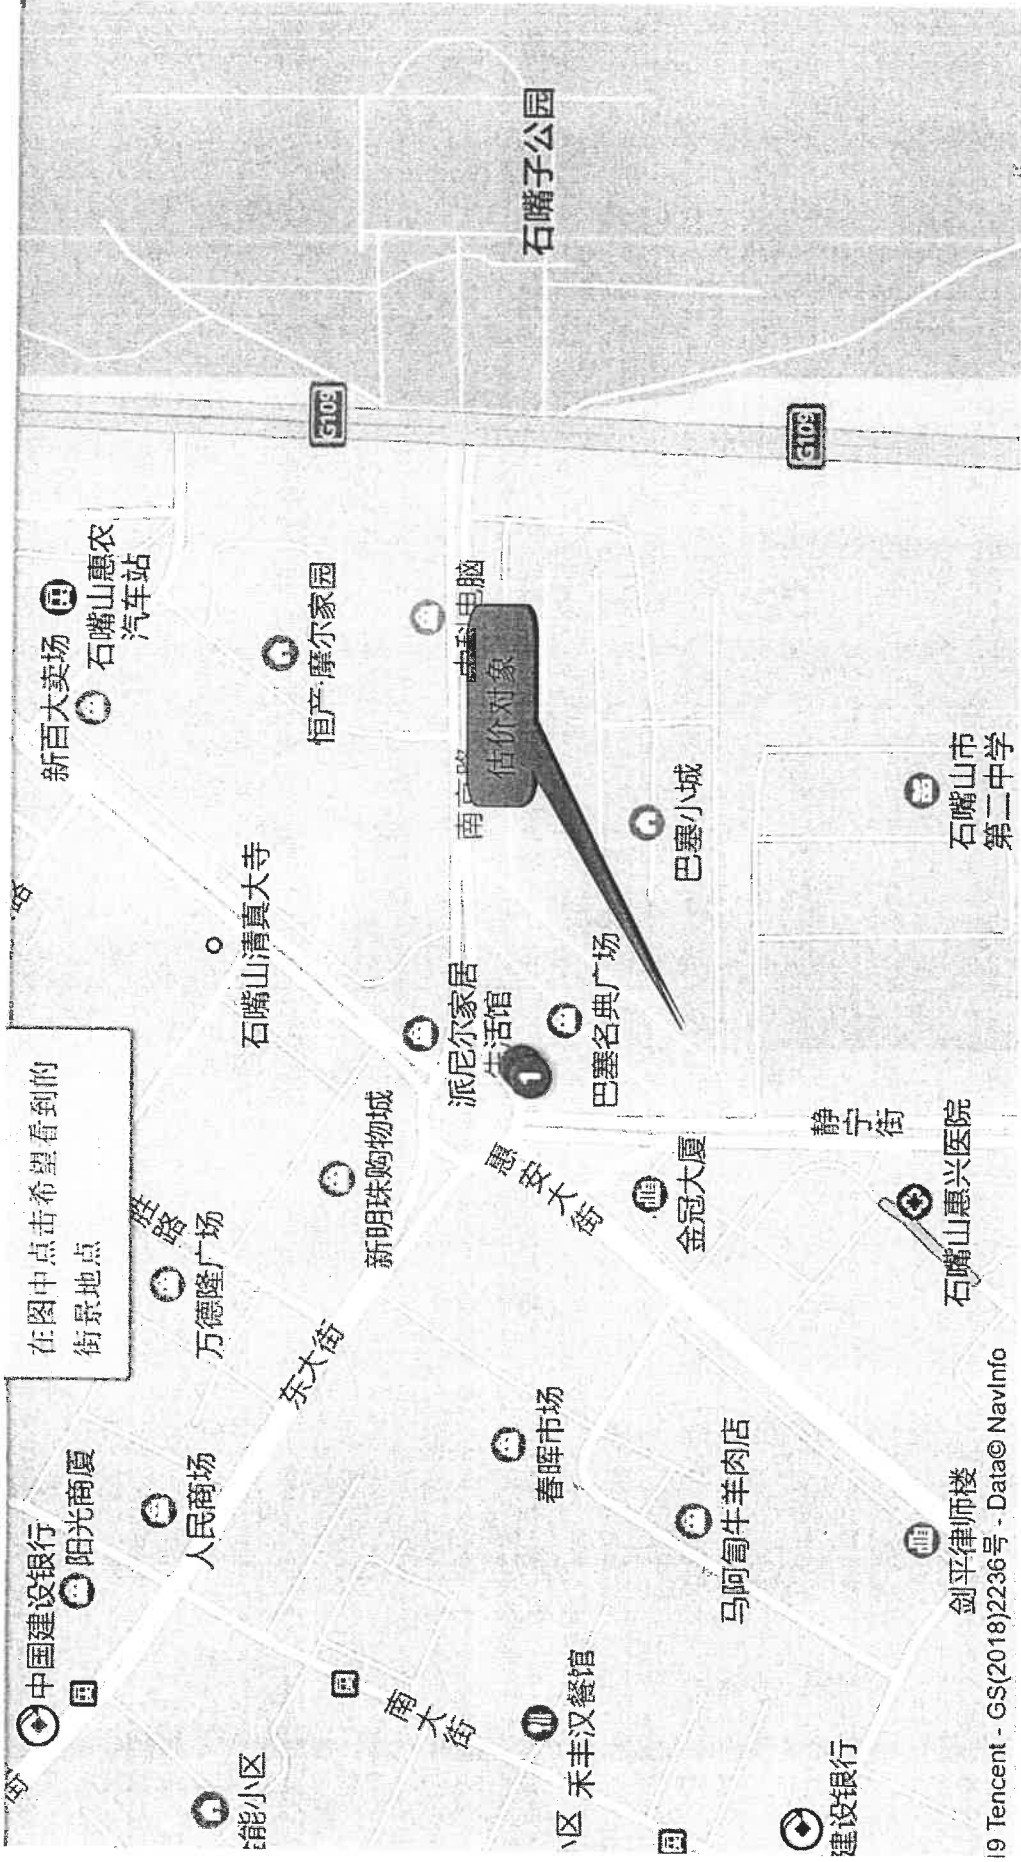 中国建设银行
阳光商厦
人民商场
在图中点击希望看到的
街景地点
胜路
万德隆广场
新百大卖场
石嘴山惠农
汽车站
石嘴山清真大寺
恒产·摩尔家园
东大街
新明珠购物城
派尼尔家居
生活馆
1
G109
南大街
春晖市场
惠安大街
巴塞名典广场
估价对象
电脑
石嘴子公园
能小区
禾丰汉餐馆
马阿訇牛羊肉店
金冠大厦
巴塞小城
静宁街
G109
建设银行
剑平律师楼
石嘴山惠兴医院
石嘴山市
第二中学
19 Tencent - GS(2018)2236号 - Data© NavInfo